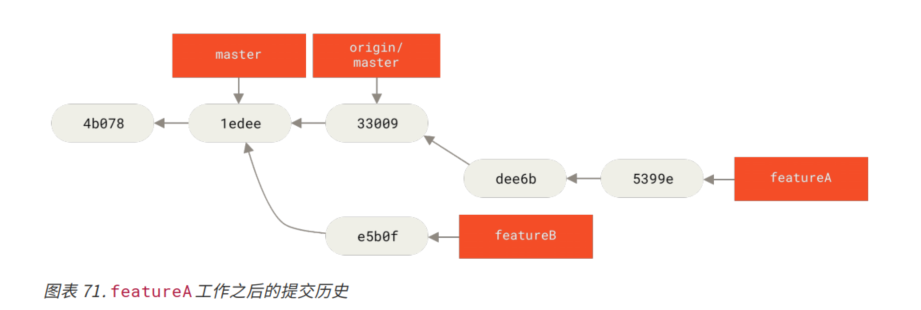 master
origin/
master
4b078
1edee
33009
dee6b
5399e
featureA
e5b0f
featureB
图表 71. featureA 工作之后的提交历史